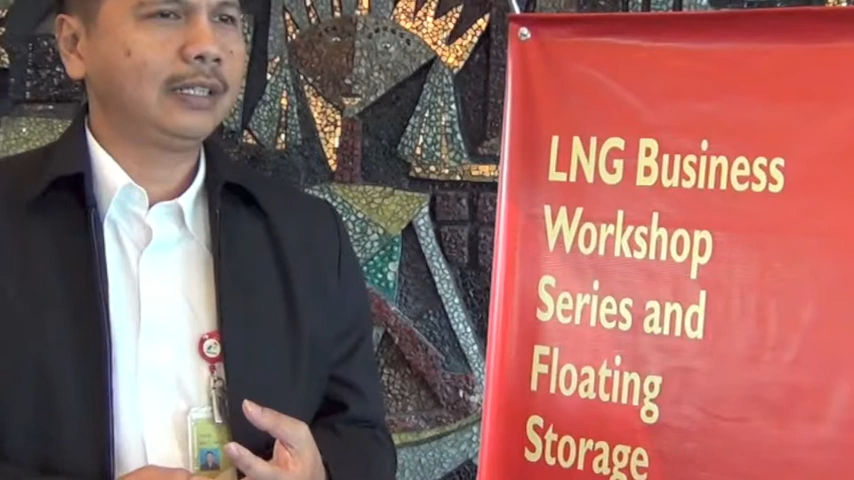 LNG Business
Workshop
Series and
Floating
Storage